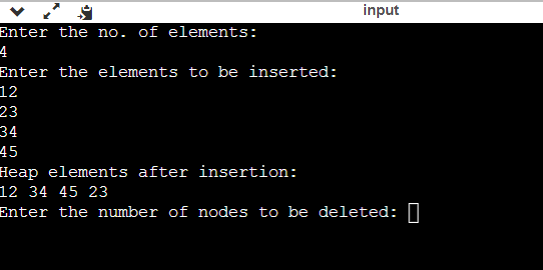 input
Enter the no. of elements:
4
Enter the elements to be inserted:
12
23
34
45
Heap elements after insertion:
12 34 45 23
Enter the number of nodes to be deleted: